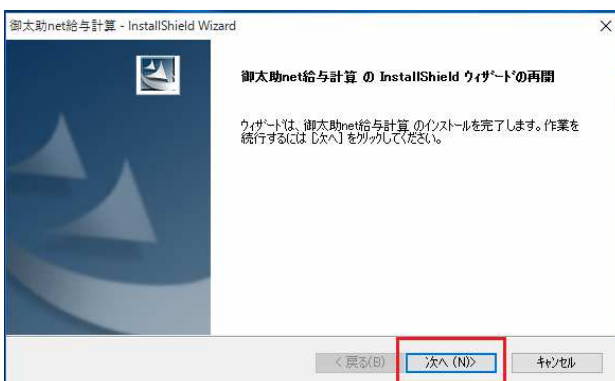 御太助net給与計算 - InstallShield Wizard
御太助net給与計算 の InstallShield ウィザードの再開
ウィザードは、御太助net給与計算 のインストールを完了します。作業を
続行するには [次へ] をクリックしてください。
< 戻る(B)
次へ (N)>
キャンセル